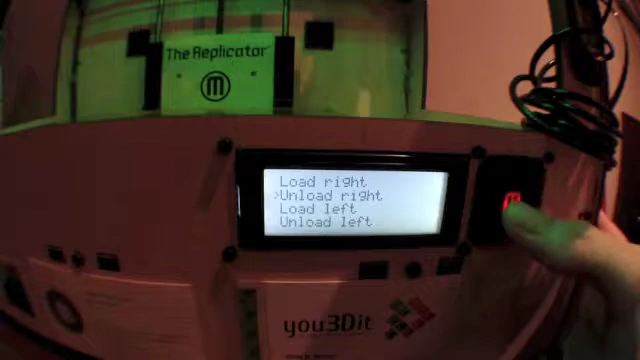 The Replicator
M
Load right
>Unload right
Load left
Unload left
M
you3Dit